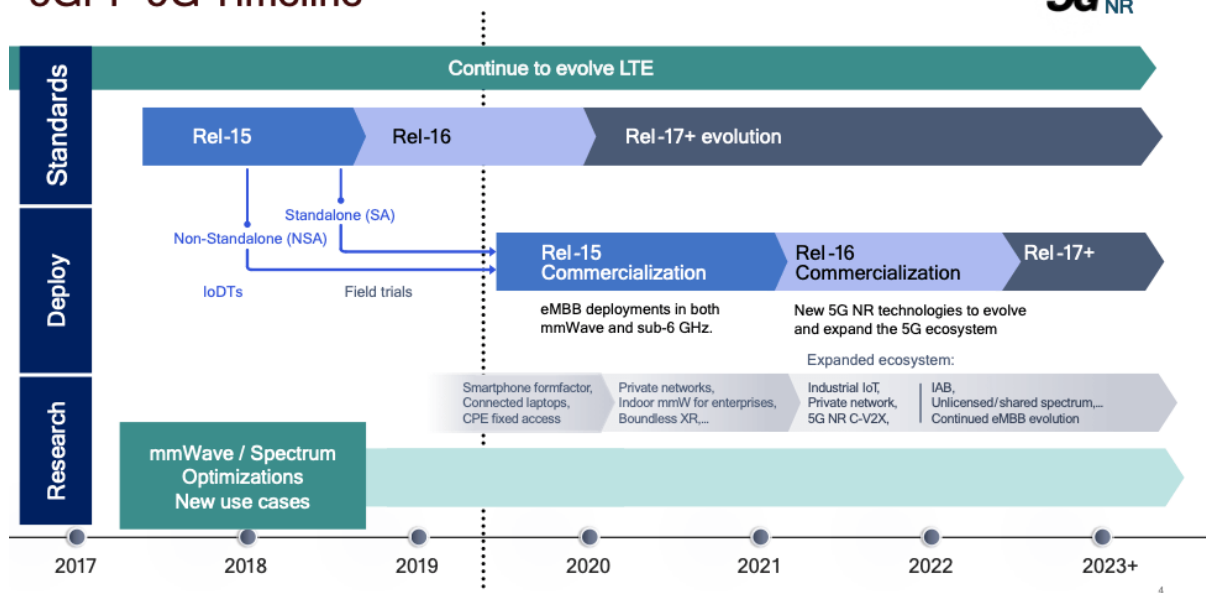 3GPP 5G Timeline
5G NR
Standards
Continue to evolve LTE
Rel-15
Rel-16
Rel-17+ evolution
Standalone (SA)
Non-Standalone (NSA)
IoDTs
Field trials
Deploy
Rel-15
Commercialization
Rel-16
Commercialization
Rel-17+
eMBB deployments in both
mmWave and sub-6 GHz.
New 5G NR technologies to evolve
and expand the 5G ecosystem
Expanded ecosystem:
Research
Smartphone formfactor,
Connected laptops,
CPE fixed access
Private networks,
Indoor mmW for enterprises,
Boundless XR,...
Industrial IoT,
Private network,
5G NR C-V2X,
IAB,
Unlicensed/shared spectrum,...
Continued eMBB evolution
mmWave / Spectrum
Optimizations
New use cases
2017
2018
2019
2020
2021
2022
2023+
4